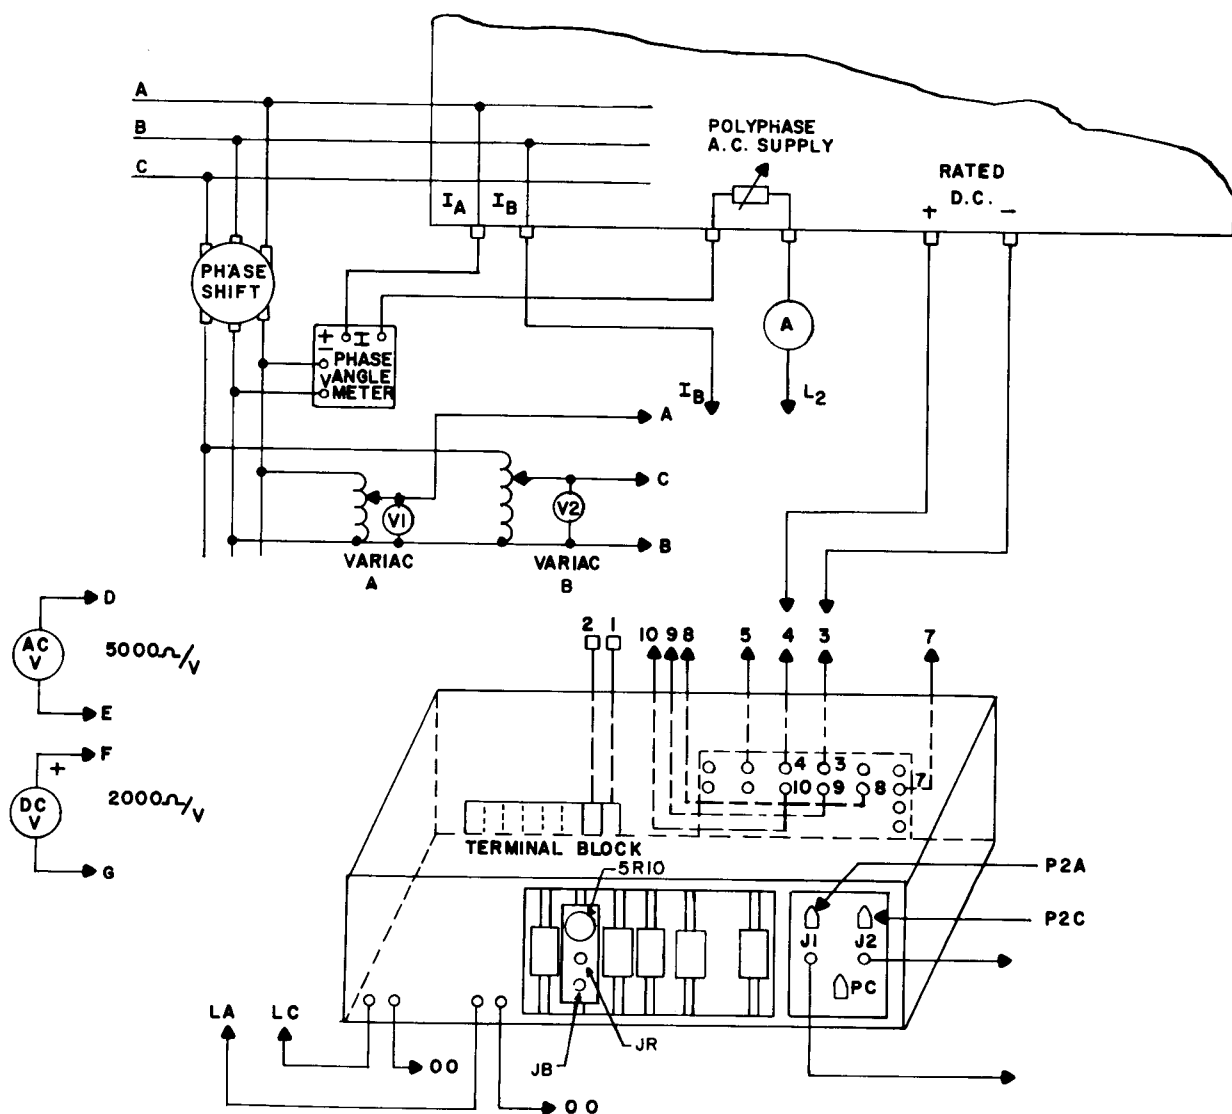 A
B
C
POLYPHASE
A.C. SUPPLY
RATED
D.C.
+ −
I_A I_B
PHASE
SHIFT
+ I
−
PHASE
V ANGLE
METER
A
I_B
L2
A
C
V1
V2
B
VARIAC
A
VARIAC
B
D
AC
V
5000Ω/V
E
F
+
DC
V
2000Ω/V
G
2 1 10 9 8 5 4 3 7
4 3
10 9 8 7
TERMINAL BLOCK
5R10
P2A
P2C
J1 J2
PC
LA LC
OO
JR
JB
OO